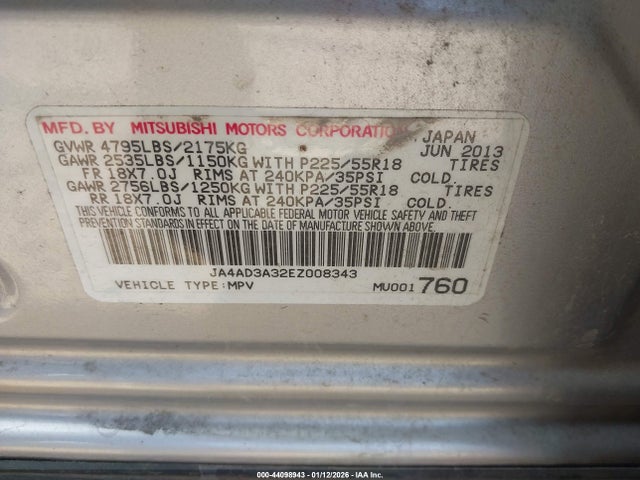 MFD. BY MITSUBISHI MOTORS CORPORATION JAPAN
GVWR 4795LBS/2175KG JUN 2013
GAWR 2535LBS/1150KG WITH P225/55R18 TIRES
FR 18X7.0J RIMS AT 240KPA/35PSI COLD.
GAWR 2756LBS/1250KG WITH P225/55R18 TIRES
RR 18X7.0J RIMS AT 240KPA/35PSI COLD.
THIS VEHICLE CONFORMS TO ALL APPLICABLE FEDERAL MOTOR VEHICLE SAFETY AND THEFT
PREVENTION STANDARDS IN EFFECT ON THE DATE OF MANUFACTURE SHOWN ABOVE.
JA4AD3A32EZ008343
VEHICLE TYPE:MPV MU001 760
000-44098943 - 01/12/2026 - IAA Inc.